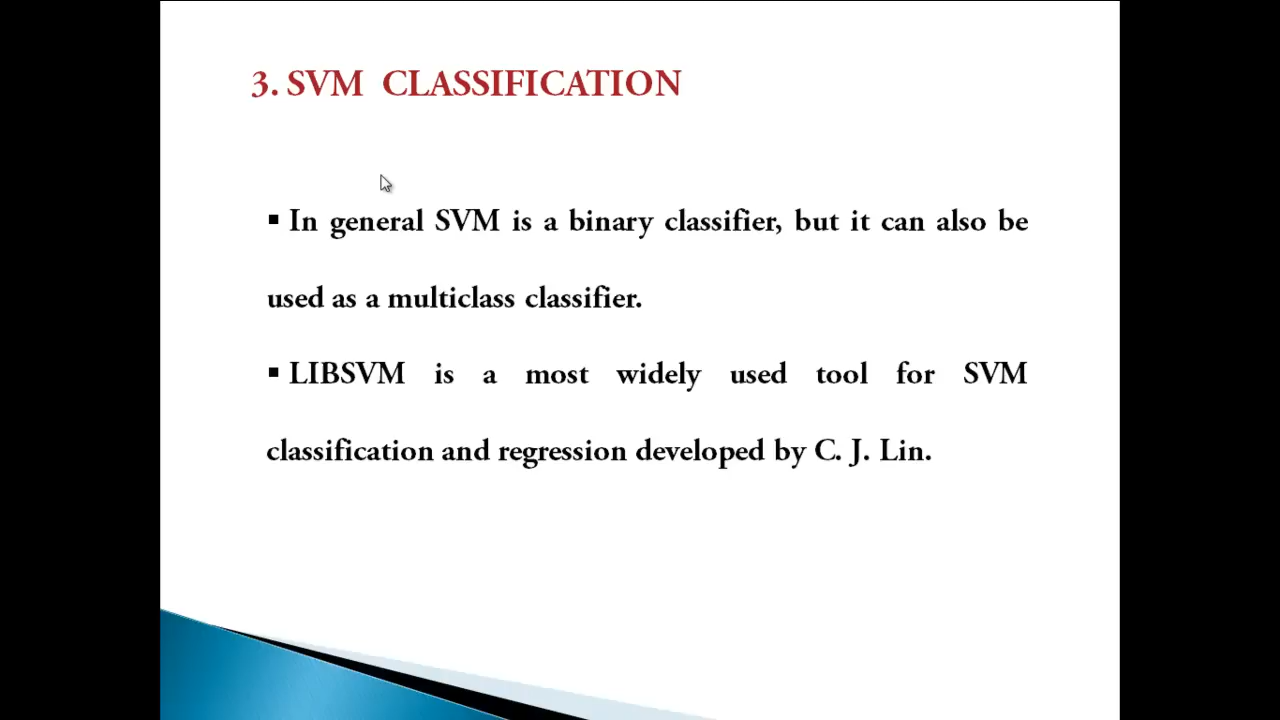 3. SVM CLASSIFICATION
▪ In general SVM is a binary classifier, but it can also be
used as a multiclass classifier.
▪ LIBSVM is a most widely used tool for SVM
classification and regression developed by C. J. Lin.